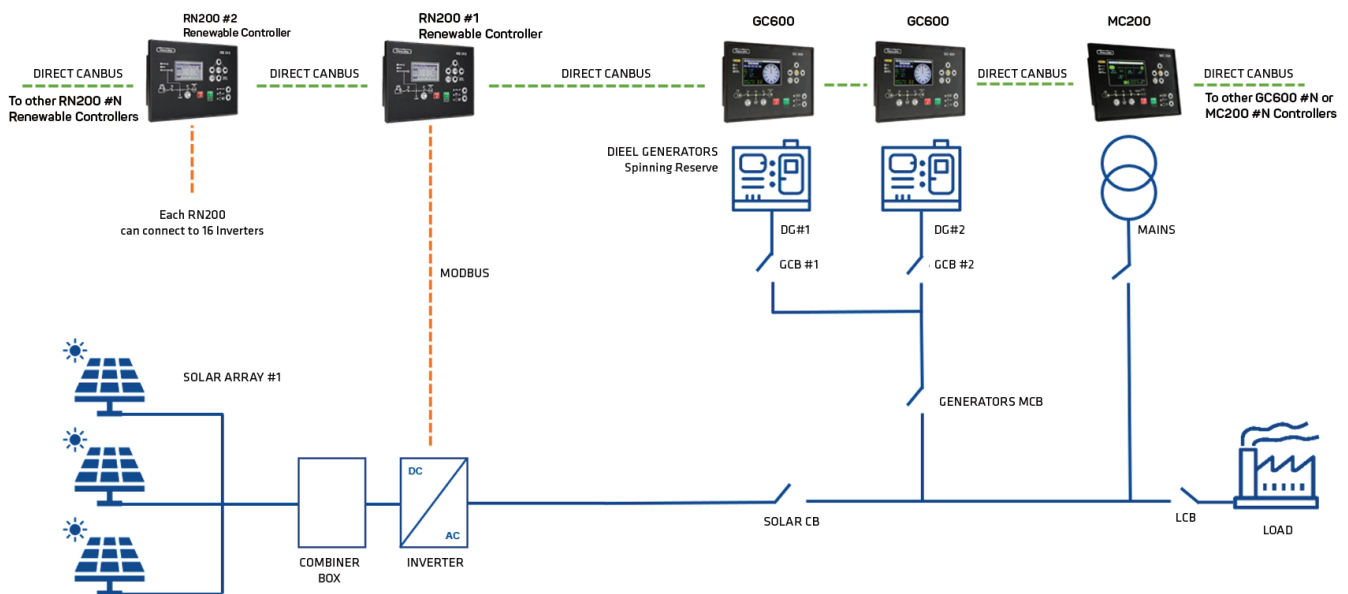 RN200 #2
Renewable Controller
RN200 #1
Renewable Controller
GC600
GC600
MC200
DIRECT CANBUS
DIRECT CANBUS
DIRECT CANBUS
DIRECT CANBUS
DIRECT CANBUS
To other RN200 #N
Renewable Controllers
To other GC600 #N or
MC200 #N Controllers
DIEEL GENERATORS
Spinning Reserve
Each RN200
can connect to 16 Inverters
DG#1
DG#2
MAINS
GCB #1
GCB #2
MODBUS
SOLAR ARRAY #1
GENERATORS MCB
DC
AC
SOLAR CB
LCB
LOAD
COMBINER
BOX
INVERTER